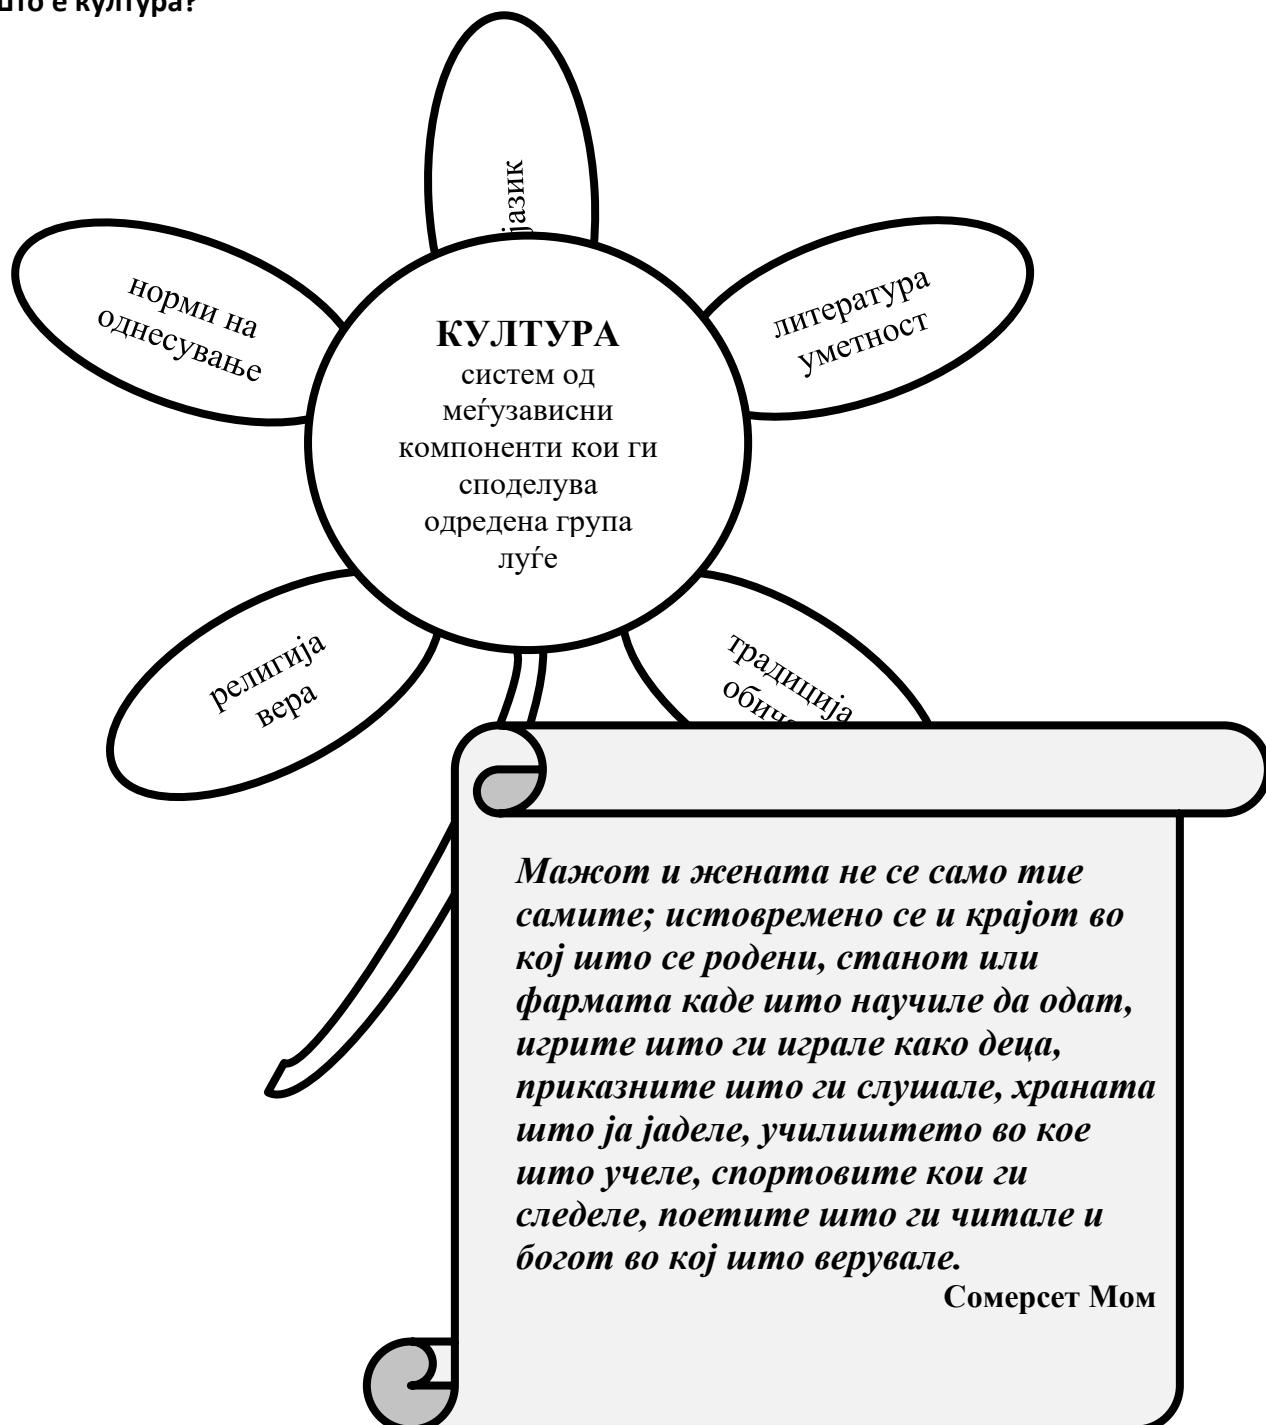 што е култура?
јазик
норми на
однесување
литература
уметност
КУЛТУРА
систем од
меѓузависни
компоненти кои ги
споделува
одредена група
луѓе
религија
вера
традиција
Мажот и жената не се само тие
самите; истовремено се и крајот во
кој што се родени, станот или
фармата каде што научиле да одат,
игрите што ги играле како деца,
приказните што ги слушале, храната
што ја јаделе, училиштето во кое
што учеле, спортовите кои ги
следеле, поетите што ги читале и
богот во кој што верувале.
Сомерсет Мом